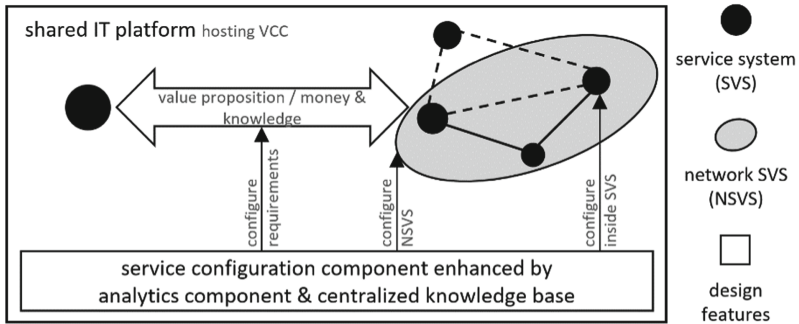 shared IT platform hosting VCC
value proposition / money &
knowledge
configure
requirements
configure
NSVS
configure
inside SVS
service configuration component enhanced by
analytics component & centralized knowledge base
service system
(SVS)
network SVS
(NSVS)
design
features